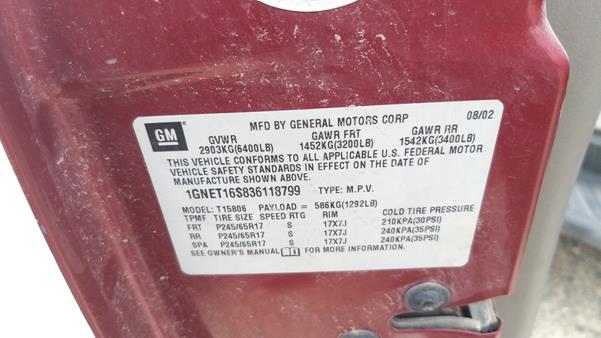 GM MFD BY GENERAL MOTORS CORP 08/02
GVWR GAWR FRT GAWR RR
2903KG(6400LB) 1452KG(3200LB) 1542KG(3400LB)
THIS VEHICLE CONFORMS TO ALL APPLICABLE U.S. FEDERAL MOTOR
VEHICLE SAFETY STANDARDS IN EFFECT ON THE DATE OF
MANUFACTURE SHOWN ABOVE.
1GNET16S836118799 TYPE: M.P.V.
MODEL: T15806 PAYLOAD = 586KG(1292LB)
TPMF TIRE SIZE SPEED RTG RIM COLD TIRE PRESSURE
FRT P245/65R17 S 17X7J 210KPA(30PSI)
RR P245/65R17 S 17X7J 240KPA(35PSI)
SPA P245/65R17 S 17X7J 240KPA(35PSI)
SEE OWNER'S MANUAL FOR MORE INFORMATION.